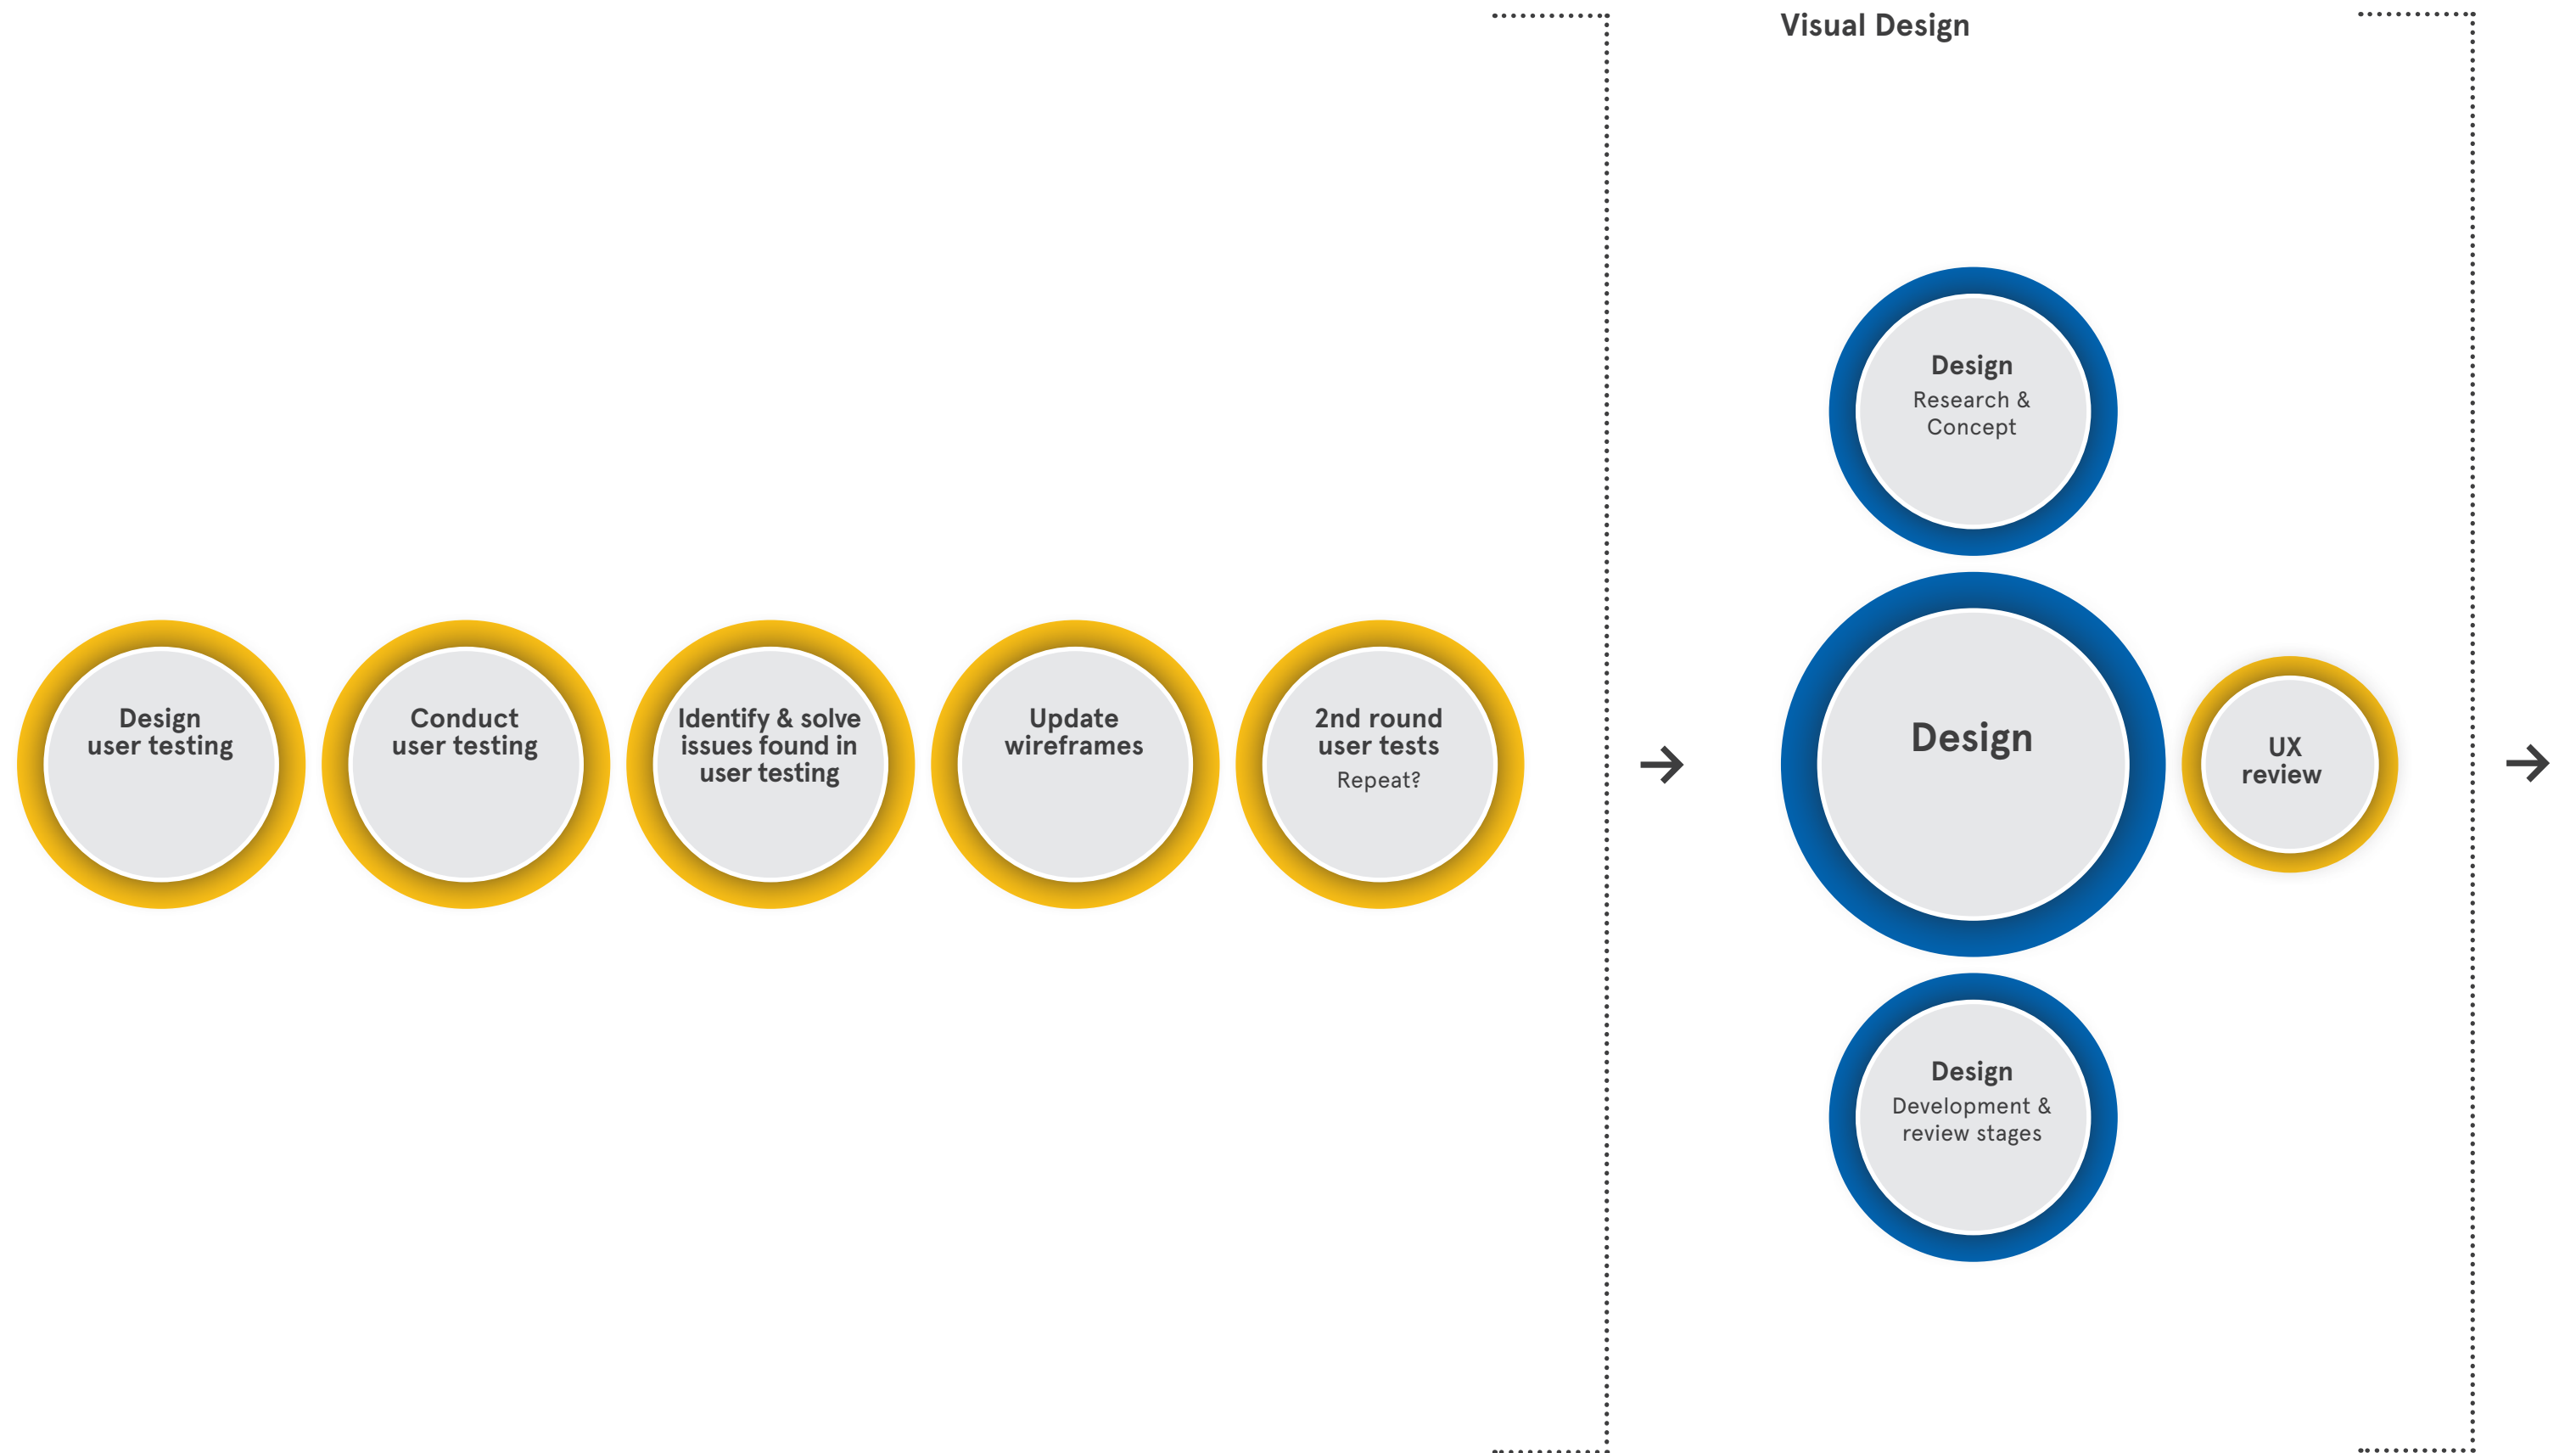 Visual Design
Design
user testing
Conduct
user testing
Identify & solve
issues found in
user testing
Update
wireframes
2nd round
user tests
Repeat?
Design
Research &
Concept
Design
UX
review
Design
Development &
review stages